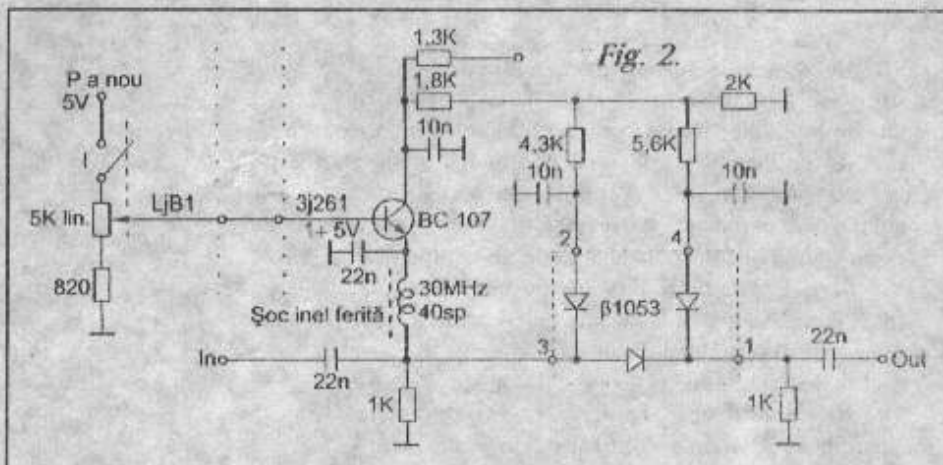 Fig. 2.
P a nou
5V
I
5K lin.
820
LjB1
3j261
1+ 5V
22n
1,3K
1,8K
10n
BC 107
30MHz
40sp
Şoc inel ferită
In
22n
1K
2K
4,3K
5,6K
10n
10n
2
4
β1053
3
1
22n
Out
1K